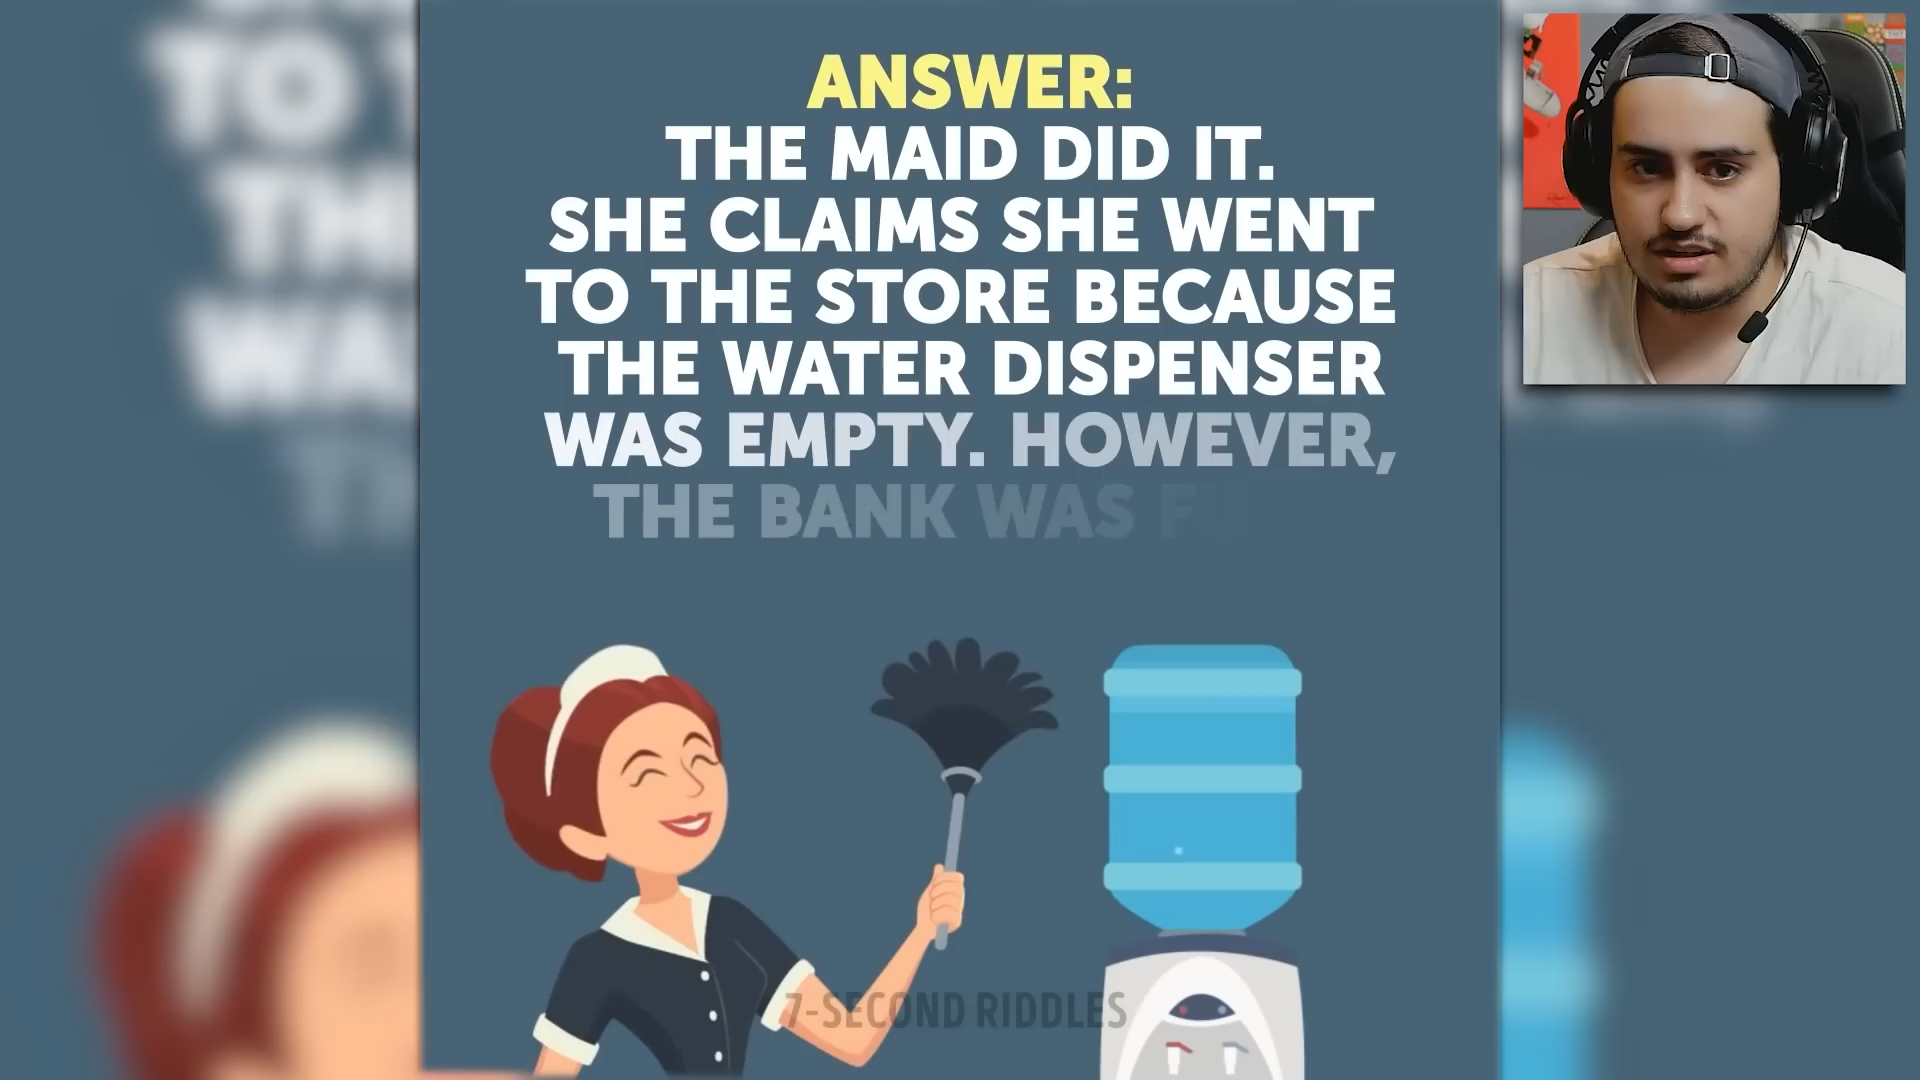 ANSWER:
THE MAID DID IT.
SHE CLAIMS SHE WENT
TO THE STORE BECAUSE
THE WATER DISPENSER
WAS EMPTY. HOWEVER,
THE BANK WAS FU
7-SECOND RIDDLES